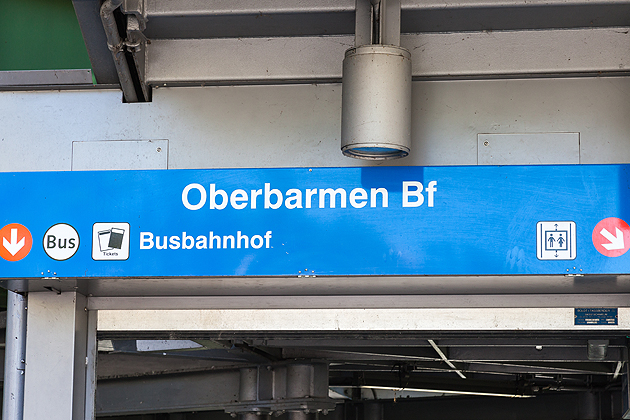 Oberbarmen Bf
Bus
Tickets
Busbahnhof